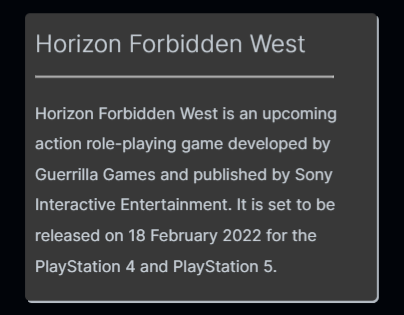 Horizon Forbidden West
Horizon Forbidden West is an upcoming
action role-playing game developed by
Guerrilla Games and published by Sony
Interactive Entertainment. It is set to be
released on 18 February 2022 for the
PlayStation 4 and PlayStation 5.